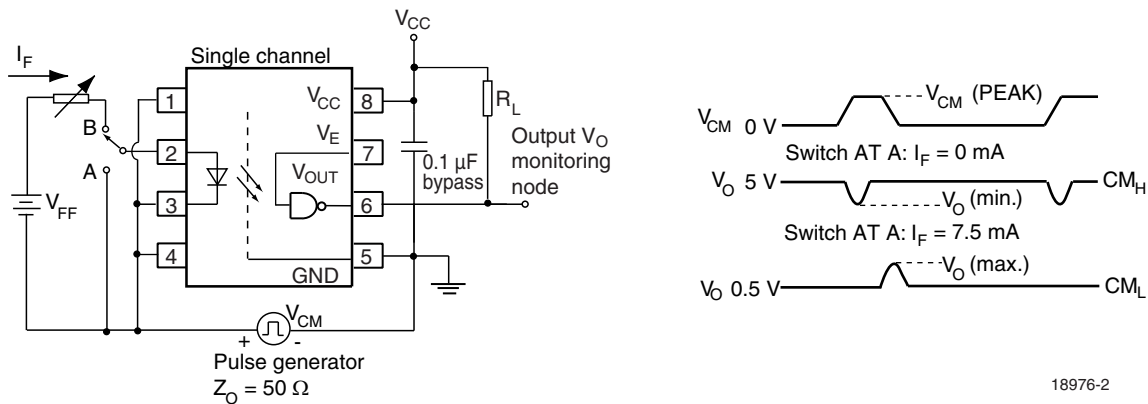 V_CC
Single channel
I_F
B
A
V_FF
1
2
3
4
V_CC
V_E
V_OUT
GND
8
7
6
5
R_L
0.1 µF
bypass
Output V_O
monitoring
node
V_CM
+ -
Pulse generator
Z_O = 50 Ω
V_CM (PEAK)
V_CM 0 V
Switch AT A: I_F = 0 mA
V_O 5 V
CM_H
V_O (min.)
Switch AT A: I_F = 7.5 mA
V_O (max.)
V_O 0.5 V
CM_L
18976-2